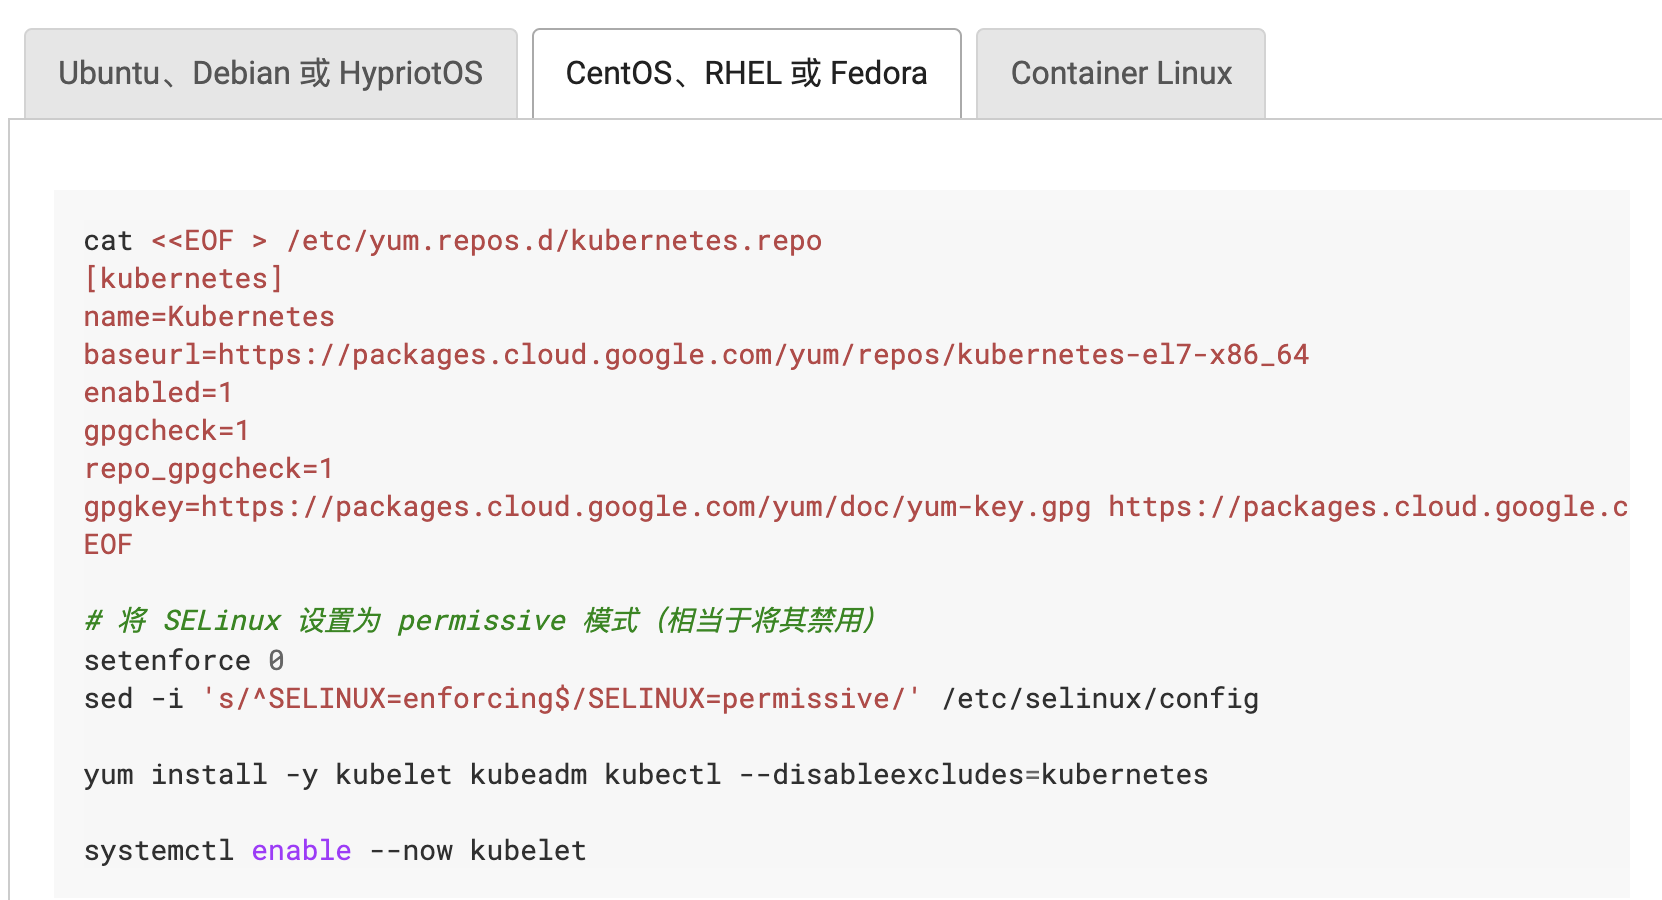 Ubuntu、Debian 或 HypriotOS
CentOS、RHEL 或 Fedora
Container Linux
cat <<EOF > /etc/yum.repos.d/kubernetes.repo
[kubernetes]
name=Kubernetes
baseurl=https://packages.cloud.google.com/yum/repos/kubernetes-el7-x86_64
enabled=1
gpgcheck=1
repo_gpgcheck=1
gpgkey=https://packages.cloud.google.com/yum/doc/yum-key.gpg https://packages.cloud.google.c
EOF
# 将 SELinux 设置为 permissive 模式（相当于将其禁用）
setenforce 0
sed -i 's/^SELINUX=enforcing$/SELINUX=permissive/' /etc/selinux/config
yum install -y kubelet kubeadm kubectl --disableexcludes=kubernetes
systemctl enable --now kubelet